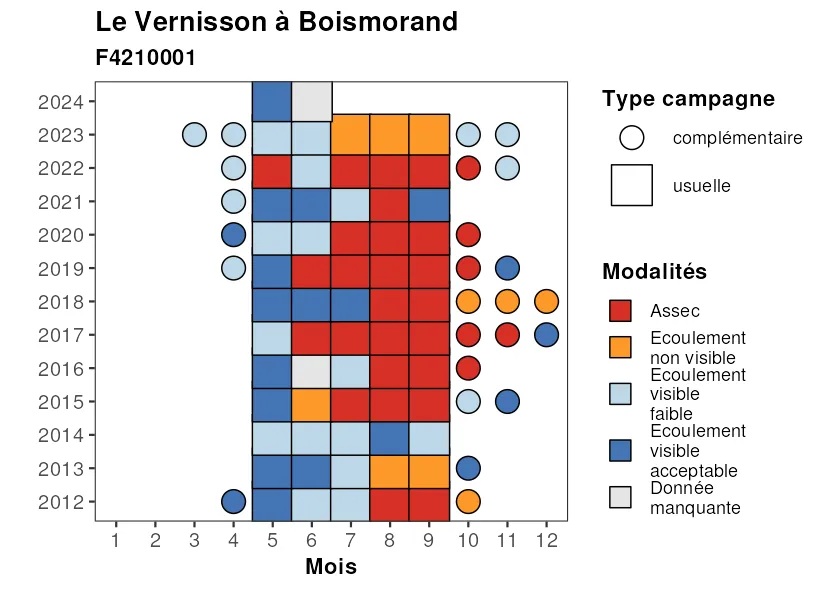 Le Vernisson à Boismorand
F4210001
2024
2023
2022
2021
2020
2019
2018
2017
2016
2015
2014
2013
2012
1 2 3 4 5 6 7 8 9 10 11 12
Mois
Type campagne
complémentaire
usuelle
Modalités
Assec
Ecoulement
non visible
Ecoulement
visible
faible
Ecoulement
visible
acceptable
Donnée
manquante